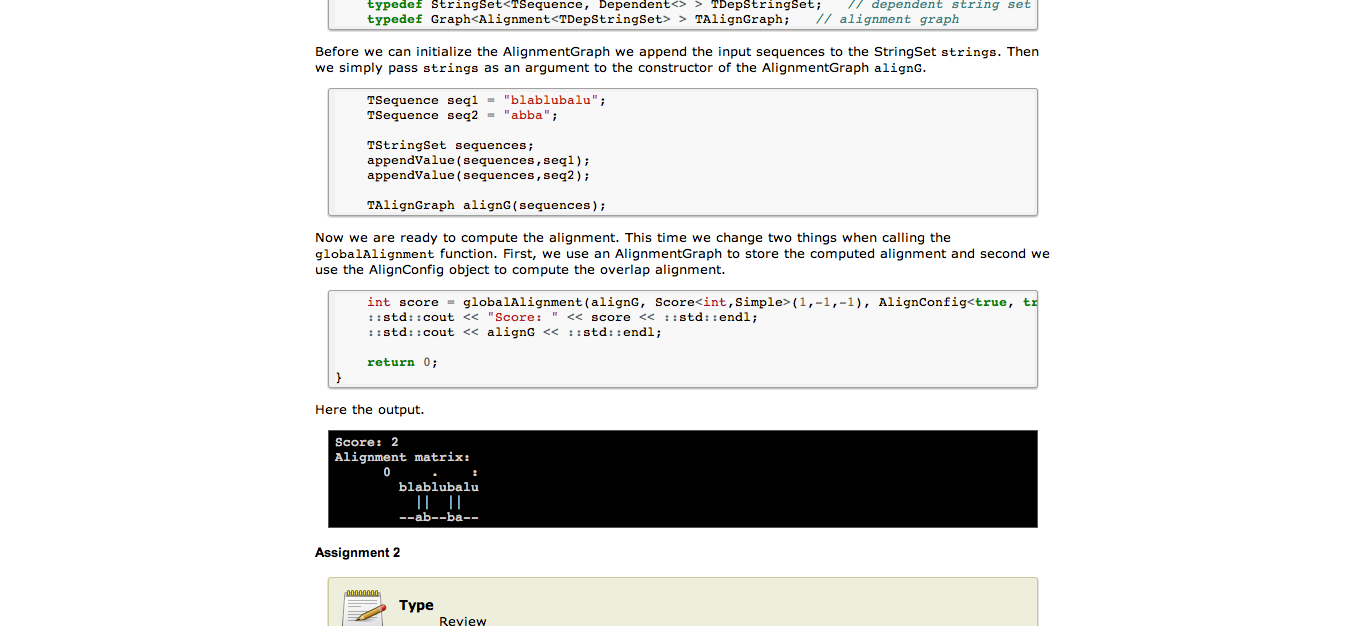 typedef StringSet<TSequence, Dependent<> > TDepStringSet;   // dependent string set
typedef Graph<Alignment<TDepStringSet> > TAlignGraph;   // alignment graph
Before we can initialize the AlignmentGraph we append the input sequences to the StringSet strings. Then
we simply pass strings as an argument to the constructor of the AlignmentGraph alignG.
TSequence seq1 = "blablubalu";
TSequence seq2 = "abba";
TStringSet sequences;
appendValue(sequences,seq1);
appendValue(sequences,seq2);
TAlignGraph alignG(sequences);
Now we are ready to compute the alignment. This time we change two things when calling the
globalAlignment function. First, we use an AlignmentGraph to store the computed alignment and second we
use the AlignConfig object to compute the overlap alignment.
int score = globalAlignment(alignG, Score<int,Simple>(1,-1,-1), AlignConfig<true, tr
::std::cout << "Score: " << score << ::std::endl;
::std::cout << alignG << ::std::endl;
return 0;
}
Here the output.
Score: 2
Alignment matrix:
      0     .    :
        blablubalu
          ||  ||
        --ab--ba--
Assignment 2
Type
Review